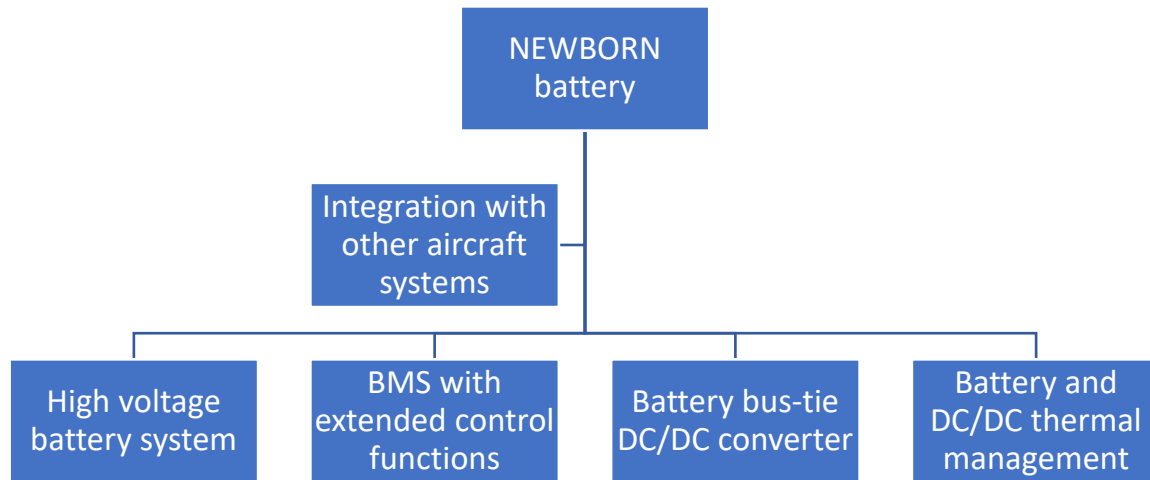 NEWBORN
battery
Integration with
other aircraft
systems
High voltage
battery system
BMS with
extended control
functions
Battery bus-tie
DC/DC converter
Battery and
DC/DC thermal
management